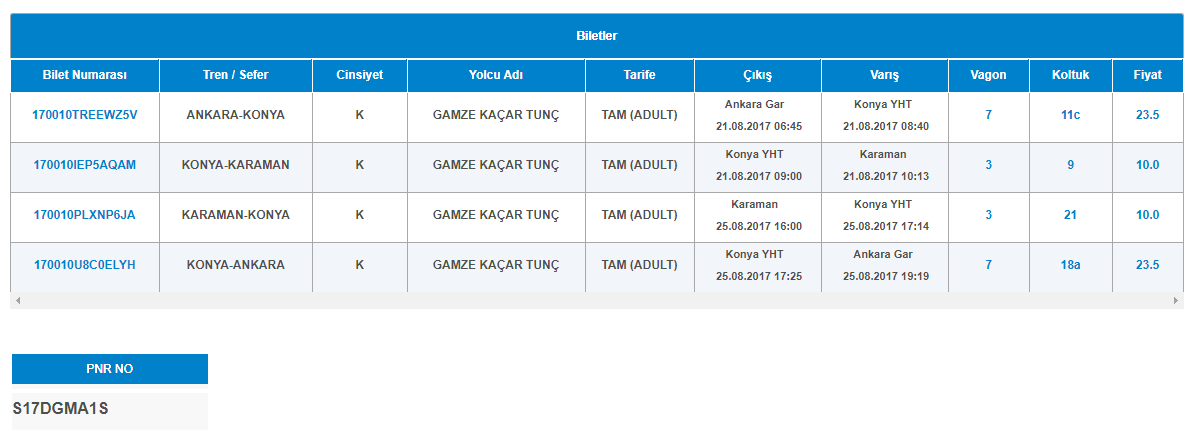 Biletler
Bilet Numarası Tren / Sefer Cinsiyet Yolcu Adı Tarife Çıkış Varış Vagon Koltuk Fiyat
170010TREEWZ5V ANKARA-KONYA K GAMZE KAÇAR TUNÇ TAM (ADULT) Ankara Gar 21.08.2017 06:45 Konya YHT 21.08.2017 08:40 7 11c 23.5
170010IEP5AQAM KONYA-KARAMAN K GAMZE KAÇAR TUNÇ TAM (ADULT) Konya YHT 21.08.2017 09:00 Karaman 21.08.2017 10:13 3 9 10.0
170010PLXNP6JA KARAMAN-KONYA K GAMZE KAÇAR TUNÇ TAM (ADULT) Karaman 25.08.2017 16:00 Konya YHT 25.08.2017 17:14 3 21 10.0
170010U8C0ELYH KONYA-ANKARA K GAMZE KAÇAR TUNÇ TAM (ADULT) Konya YHT 25.08.2017 17:25 Ankara Gar 25.08.2017 19:19 7 18a 23.5
PNR NO
S17DGMA1S